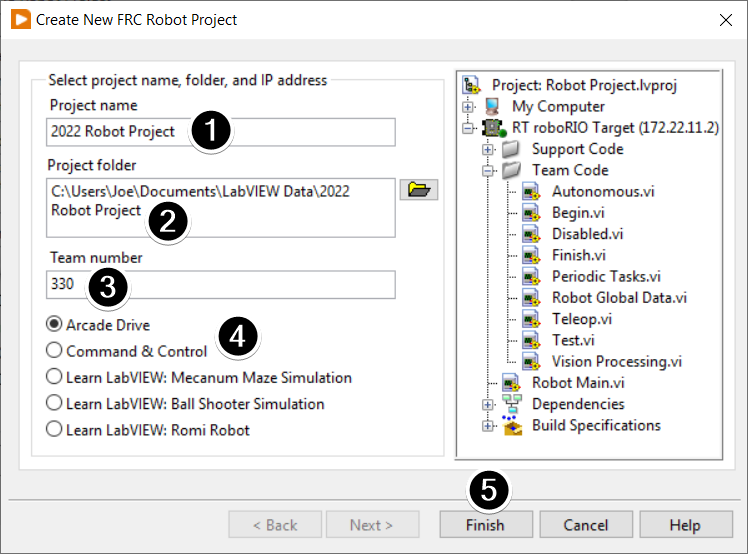 Create New FRC Robot Project
Select project name, folder, and IP address
Project name
2022 Robot Project
1
Project folder
C:\Users\Joe\Documents\LabVIEW Data\2022
Robot Project
2
Team number
330
3
Arcade Drive
4
Command & Control
Learn LabVIEW: Mecanum Maze Simulation
Learn LabVIEW: Ball Shooter Simulation
Learn LabVIEW: Romi Robot
Project: Robot Project.lvproj
My Computer
RT roboRIO Target (172.22.11.2)
Support Code
Team Code
Autonomous.vi
Begin.vi
Disabled.vi
Finish.vi
Periodic Tasks.vi
Robot Global Data.vi
Teleop.vi
Test.vi
Vision Processing.vi
Robot Main.vi
Dependencies
Build Specifications
5
< Back
Next >
Finish
Cancel
Help